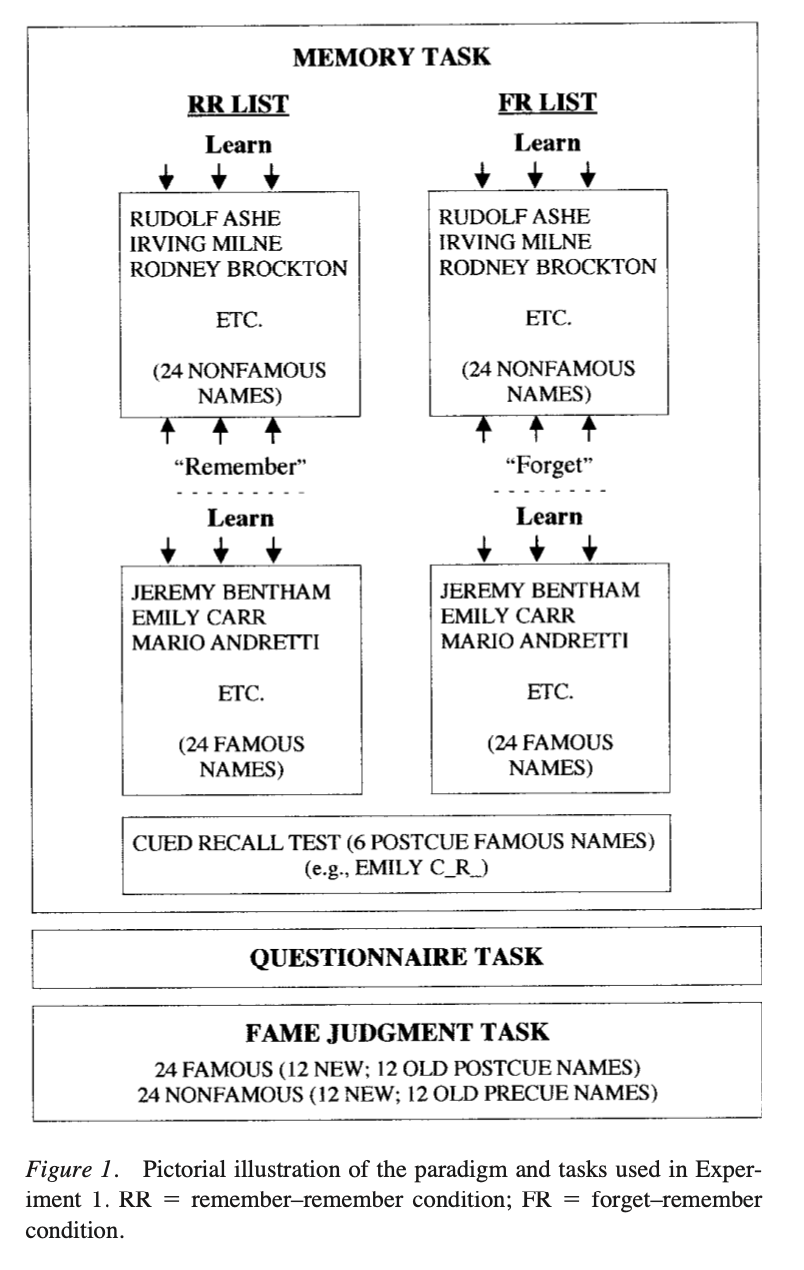 MEMORY TASK
RR LIST
Learn
RUDOLF ASHE
IRVING MILNE
RODNEY BROCKTON
ETC.
(24 NONFAMOUS
NAMES)
“Remember”
Learn
JEREMY BENTHAM
EMILY CARR
MARIO ANDRETTI
ETC.
(24 FAMOUS
NAMES)
FR LIST
Learn
RUDOLF ASHE
IRVING MILNE
RODNEY BROCKTON
ETC.
(24 NONFAMOUS
NAMES)
“Forget”
Learn
JEREMY BENTHAM
EMILY CARR
MARIO ANDRETTI
ETC.
(24 FAMOUS
NAMES)
CUED RECALL TEST (6 POSTCUE FAMOUS NAMES)
(e.g., EMILY C_R_)
QUESTIONNAIRE TASK
FAME JUDGMENT TASK
24 FAMOUS (12 NEW; 12 OLD POSTCUE NAMES)
24 NONFAMOUS (12 NEW; 12 OLD PRECUE NAMES)
Figure 1. Pictorial illustration of the paradigm and tasks used in Exper-
iment 1. RR = remember–remember condition; FR = forget–remember
condition.